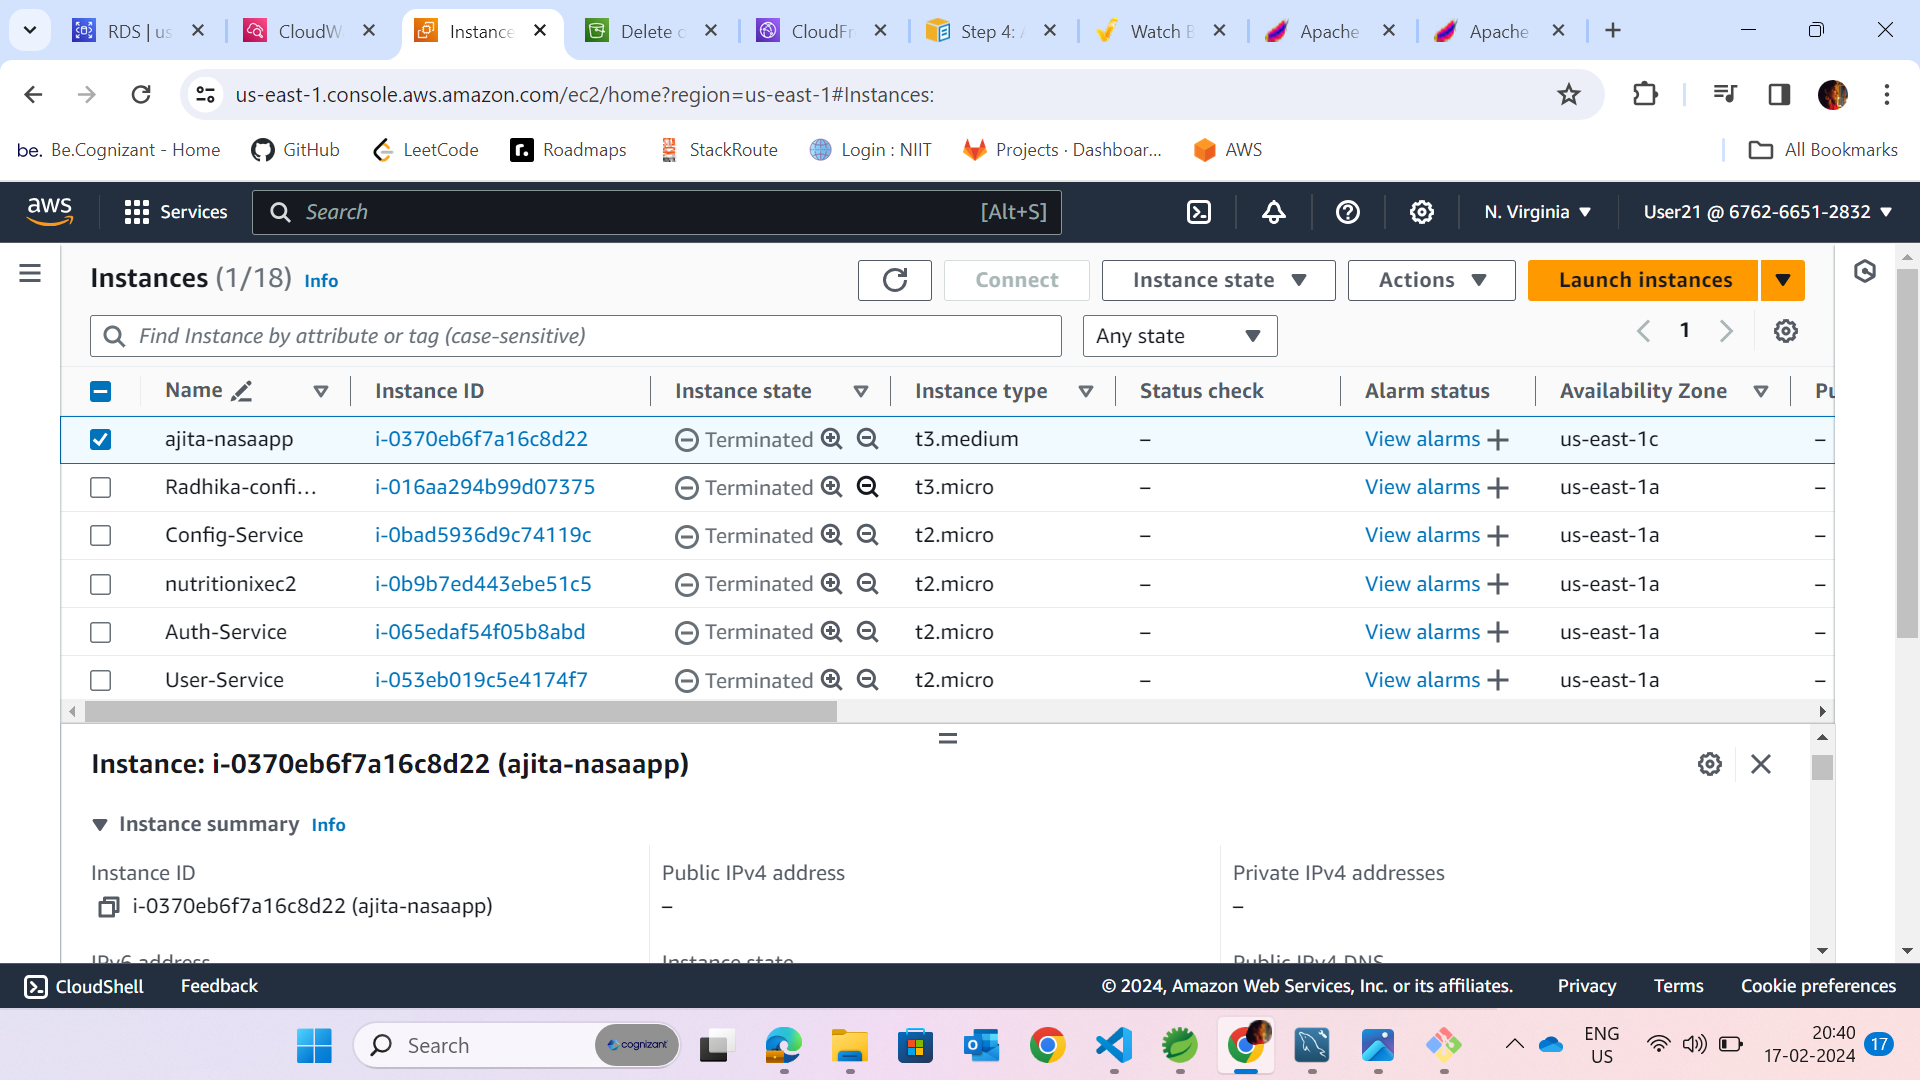 RDS | us
CloudW
Instance
Delete c
CloudFr
Step 4: A
Watch B
Apache
Apache
us-east-1.console.aws.amazon.com/ec2/home?region=us-east-1#Instances:
be. Be.Cognizant - Home
GitHub
LeetCode
Roadmaps
StackRoute
Login : NIIT
Projects · Dashboar...
AWS
All Bookmarks
aws
Services
Search
[Alt+S]
N. Virginia
User21 @ 6762-6651-2832
Instances (1/18) Info
Connect
Instance state
Actions
Launch instances
Find Instance by attribute or tag (case-sensitive)
Any state
1
Name Instance ID Instance state Instance type Status check Alarm status Availability Zone Pu
ajita-nasaapp i-0370eb6f7a16c8d22 Terminated t3.medium – View alarms us-east-1c –
Radhika-confi... i-016aa294b99d07375 Terminated t3.micro – View alarms us-east-1a –
Config-Service i-0bad5936d9c74119c Terminated t2.micro – View alarms us-east-1a –
nutritionixec2 i-0b9b7ed443ebe51c5 Terminated t2.micro – View alarms us-east-1a –
Auth-Service i-065edaf54f05b8abd Terminated t2.micro – View alarms us-east-1a –
User-Service i-053eb019c5e4174f7 Terminated t2.micro – View alarms us-east-1a –
Instance: i-0370eb6f7a16c8d22 (ajita-nasaapp)
Instance summary Info
Instance ID Public IPv4 address Private IPv4 addresses
i-0370eb6f7a16c8d22 (ajita-nasaapp) – –
IPv6 address Instance state Public IPv4 DNS
CloudShell Feedback © 2024, Amazon Web Services, Inc. or its affiliates. Privacy Terms Cookie preferences
Search
cognizant
ENG
US
20:40
17-02-2024
17